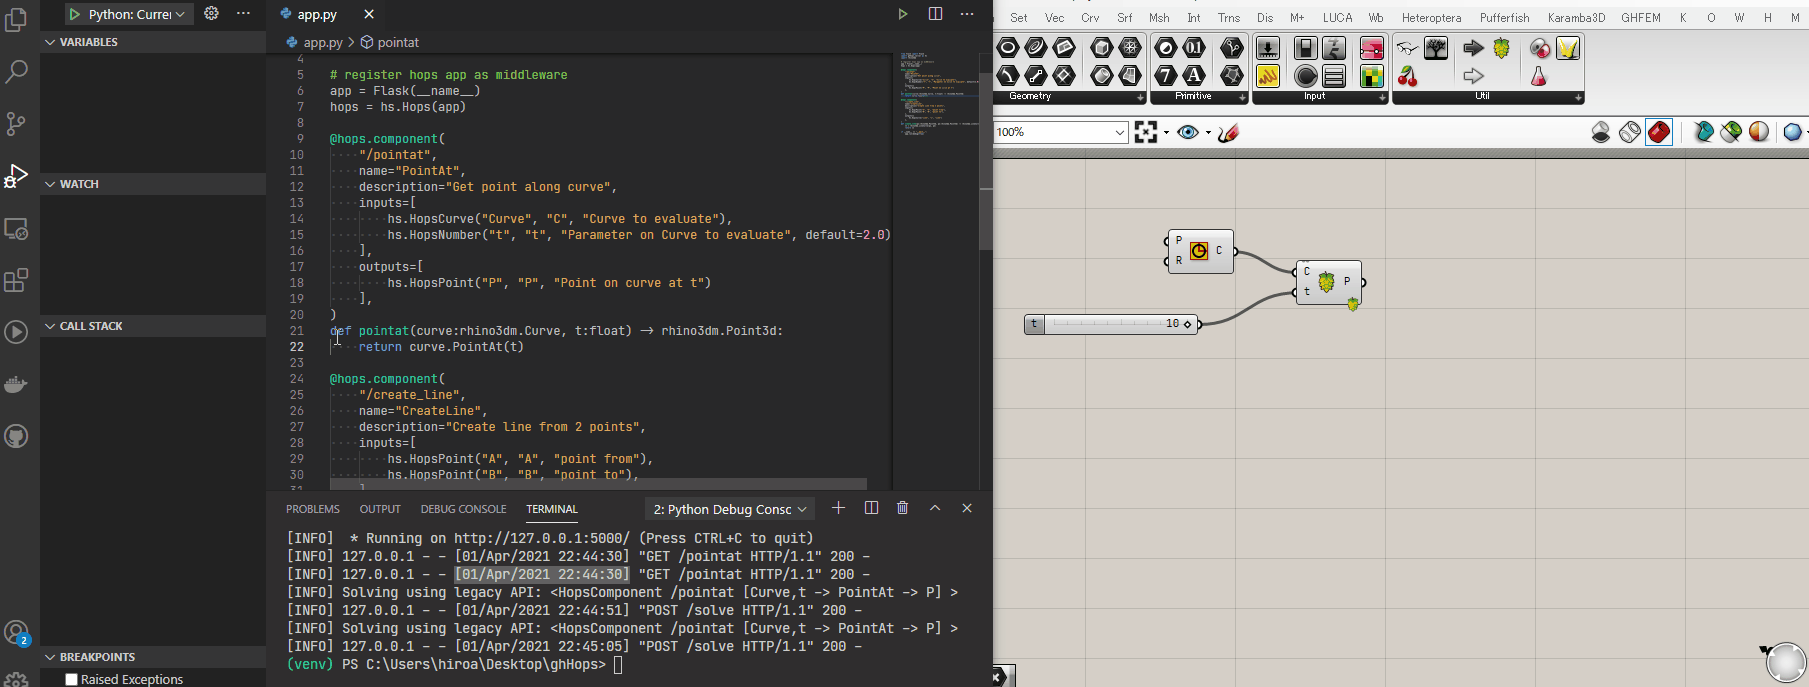 Python: Currer
VARIABLES
WATCH
CALL STACK
BREAKPOINTS
Raised Exceptions
2
app.py
app.py > pointat
4
5 # register hops app as middleware
6 app = Flask(__name__)
7 hops = hs.Hops(app)
8
9 @hops.component(
10 "/pointat",
11 name="PointAt",
12 description="Get point along curve",
13 inputs=[
14 hs.HopsCurve("Curve", "C", "Curve to evaluate"),
15 hs.HopsNumber("t", "t", "Parameter on Curve to evaluate", default=2.0)
16 ],
17 outputs=[
18 hs.HopsPoint("P", "P", "Point on curve at t")
19 ],
20 )
21 def pointat(curve:rhino3dm.Curve, t:float) -> rhino3dm.Point3d:
22 return curve.PointAt(t)
23
24 @hops.component(
25 "/create_line",
26 name="CreateLine",
27 description="Create line from 2 points",
28 inputs=[
29 hs.HopsPoint("A", "A", "point from"),
30 hs.HopsPoint("B", "B", "point to"),
31 ]
PROBLEMS OUTPUT DEBUG CONSOLE TERMINAL 2: Python Debug Consc
[INFO] * Running on http://127.0.0.1:5000/ (Press CTRL+C to quit)
[INFO] 127.0.0.1 - - [01/Apr/2021 22:44:30] "GET /pointat HTTP/1.1" 200 -
[INFO] 127.0.0.1 - - [01/Apr/2021 22:44:30] "GET /pointat HTTP/1.1" 200 -
[INFO] Solving using legacy API: <HopsComponent /pointat [Curve,t -> PointAt -> P] >
[INFO] 127.0.0.1 - - [01/Apr/2021 22:44:51] "POST /solve HTTP/1.1" 200 -
[INFO] Solving using legacy API: <HopsComponent /pointat [Curve,t -> PointAt -> P] >
[INFO] 127.0.0.1 - - [01/Apr/2021 22:45:05] "POST /solve HTTP/1.1" 200 -
(venv) PS C:\Users\hiroa\Desktop\ghHops>
Set Vec Crv Srf Msh Int Trns Dis M+ LUCA Wb Heteroptera Pufferfish Karamba3D GHFEM K O W H M
0.1
7 A
Geometry Primitive Input Util
100%
P
R
C
C
t
P
t 10